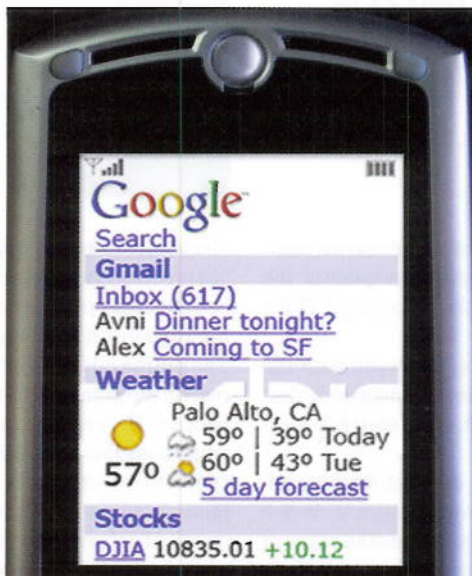 Google™
Search
Gmail
Inbox (617)
Avni Dinner tonight?
Alex Coming to SF
Weather
Palo Alto, CA
59º | 39º Today
57º
60º | 43º Tue
5 day forecast
Stocks
DJIA 10835.01 +10.12